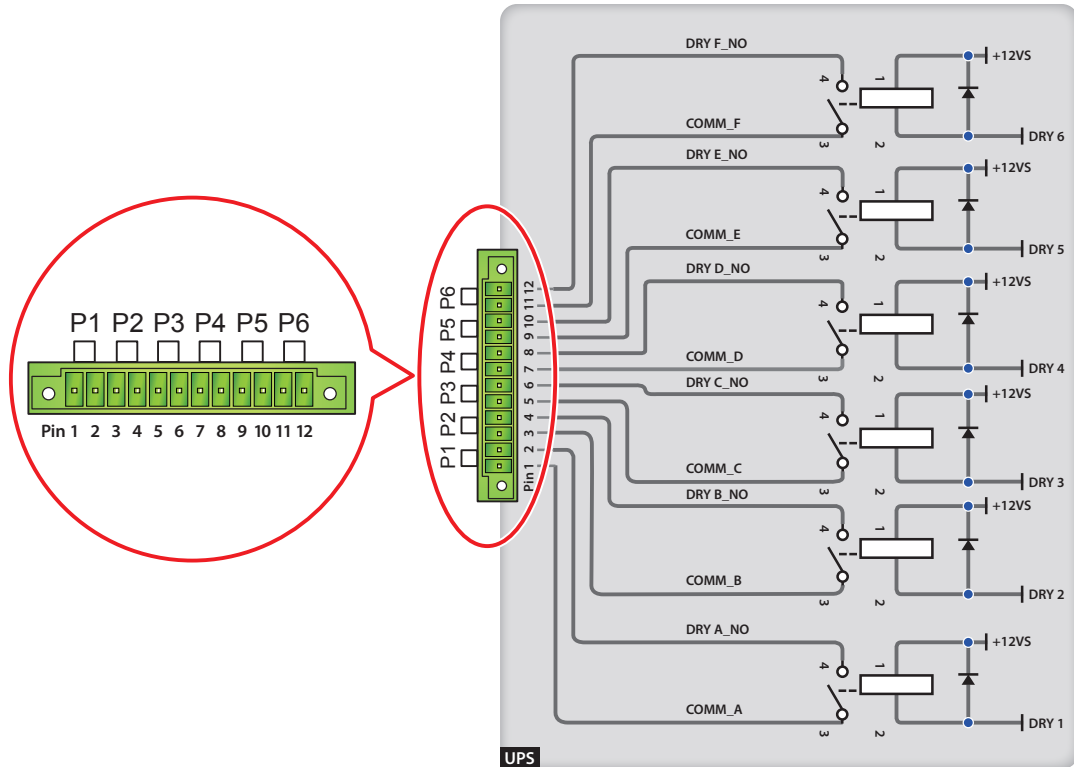 P1 P2 P3 P4 P5 P6
Pin 1 2 3 4 5 6 7 8 9 10 11 12
P1 P2 P3 P4 P5 P6
Pin 1 2 3 4 5 6 7 8 9 10 11 12
DRY F_NO
4 1 +12VS
COMM_F
3 2 DRY 6
DRY E_NO
4 1 +12VS
COMM_E
3 2 DRY 5
DRY D_NO
4 1 +12VS
COMM_D
3 2 DRY 4
DRY C_NO
4 1 +12VS
COMM_C
3 2 DRY 3
DRY B_NO
4 1 +12VS
COMM_B
3 2 DRY 2
DRY A_NO
4 1 +12VS
COMM_A
3 2 DRY 1
UPS